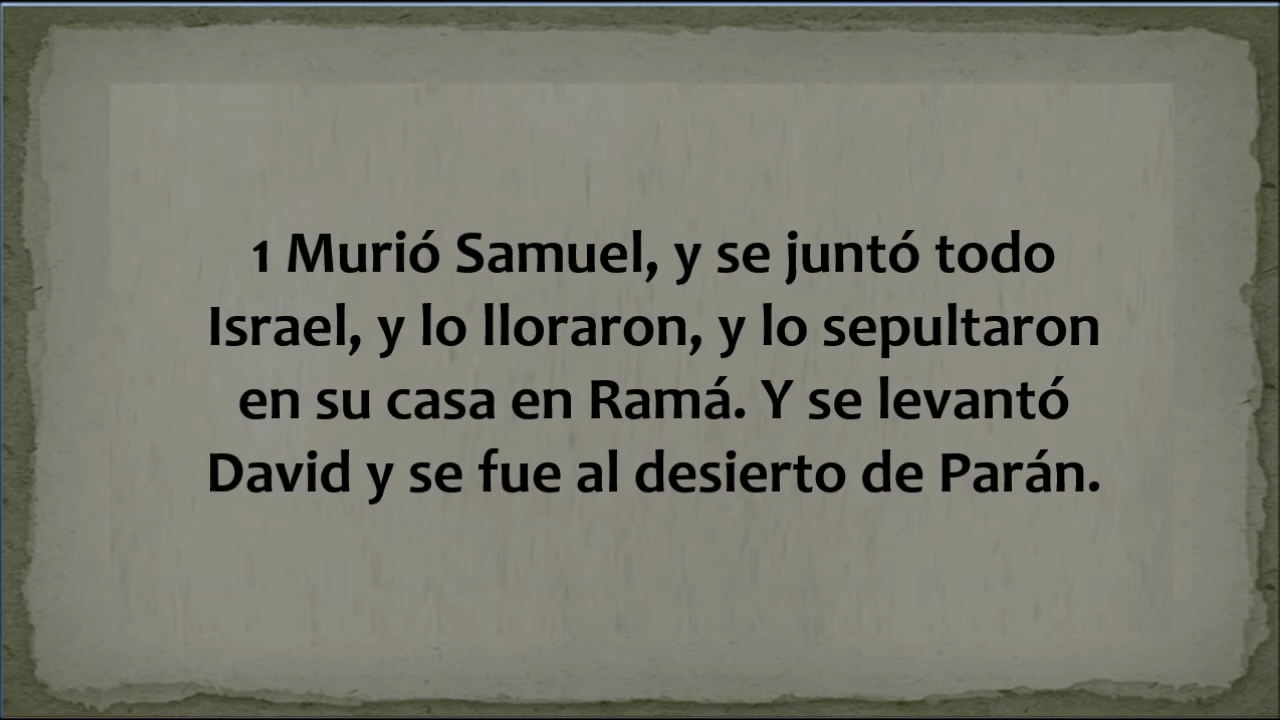 1 Murió Samuel, y se juntó todo
Israel, y lo lloraron, y lo sepultaron
en su casa en Ramá. Y se levantó
David y se fue al desierto de Parán.